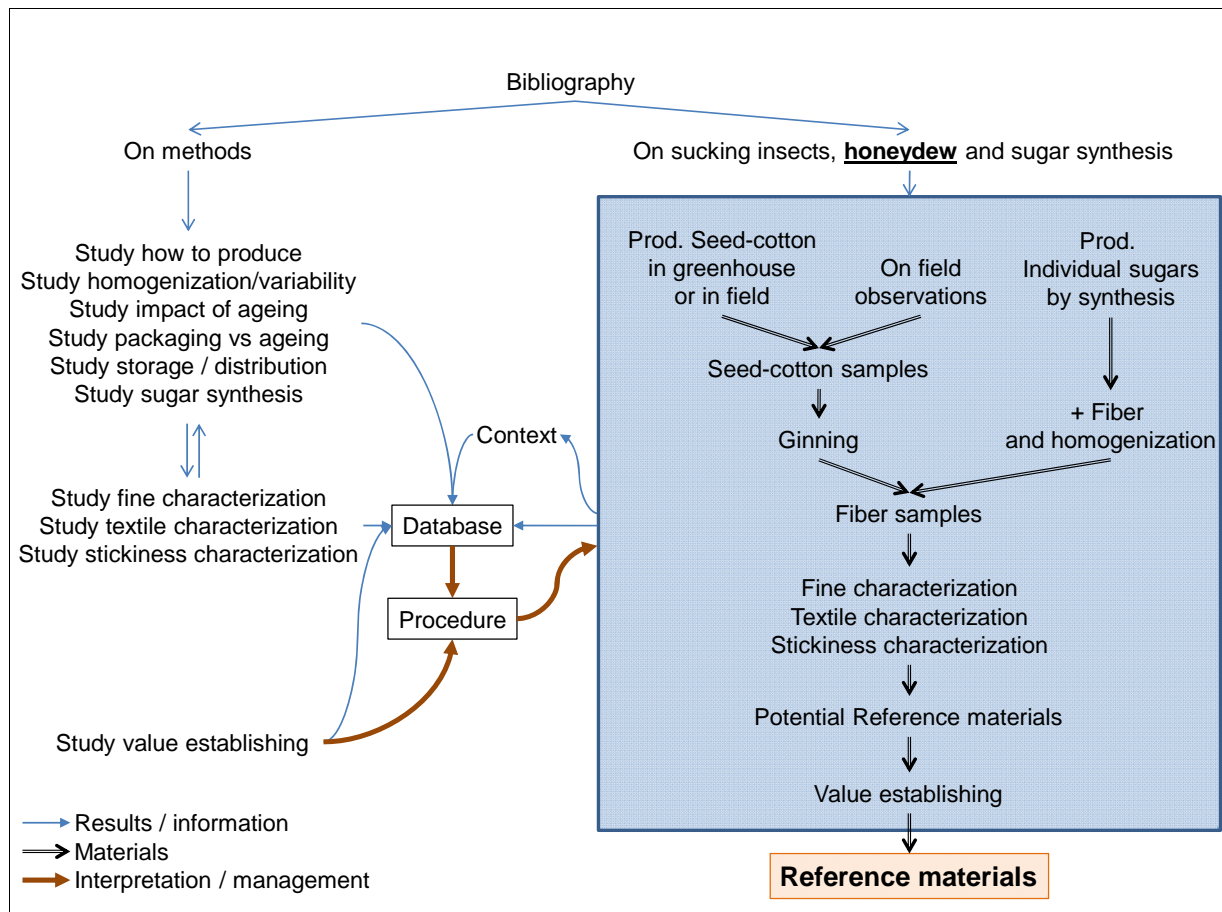 Bibliography
On methods
On sucking insects, honeydew and sugar synthesis
Study how to produce
Study homogenization/variability
Study impact of ageing
Study packaging vs ageing
Study storage / distribution
Study sugar synthesis
Study fine characterization
Study textile characterization
Study stickiness characterization
Study value establishing
Context
Database
Procedure
Prod. Seed-cotton
in greenhouse
or in field
On field
observations
Prod.
Individual sugars
by synthesis
Seed-cotton samples
Ginning
+ Fiber
and homogenization
Fiber samples
Fine characterization
Textile characterization
Stickiness characterization
Potential Reference materials
Value establishing
Reference materials
Results / information
Materials
Interpretation / management